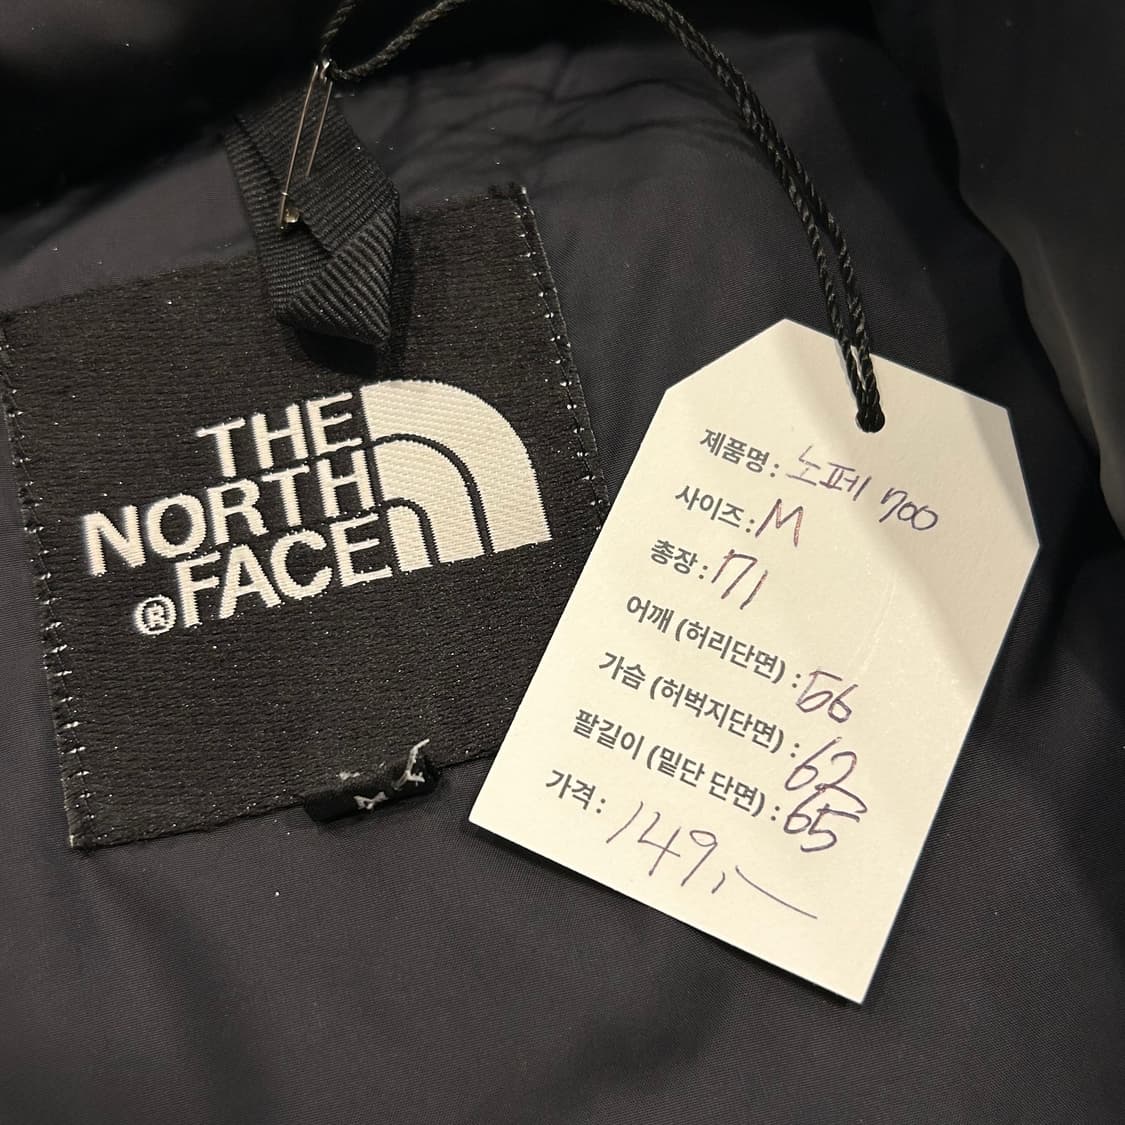 THE
NORTH
®FACE
M
제품명 : 노페 700
사이즈 : M
총장 : 71
어깨 (허리단면) : 56
가슴 (허벅지단면) : 62
팔길이 (밑단 단면) : 65
가격 : 149,-